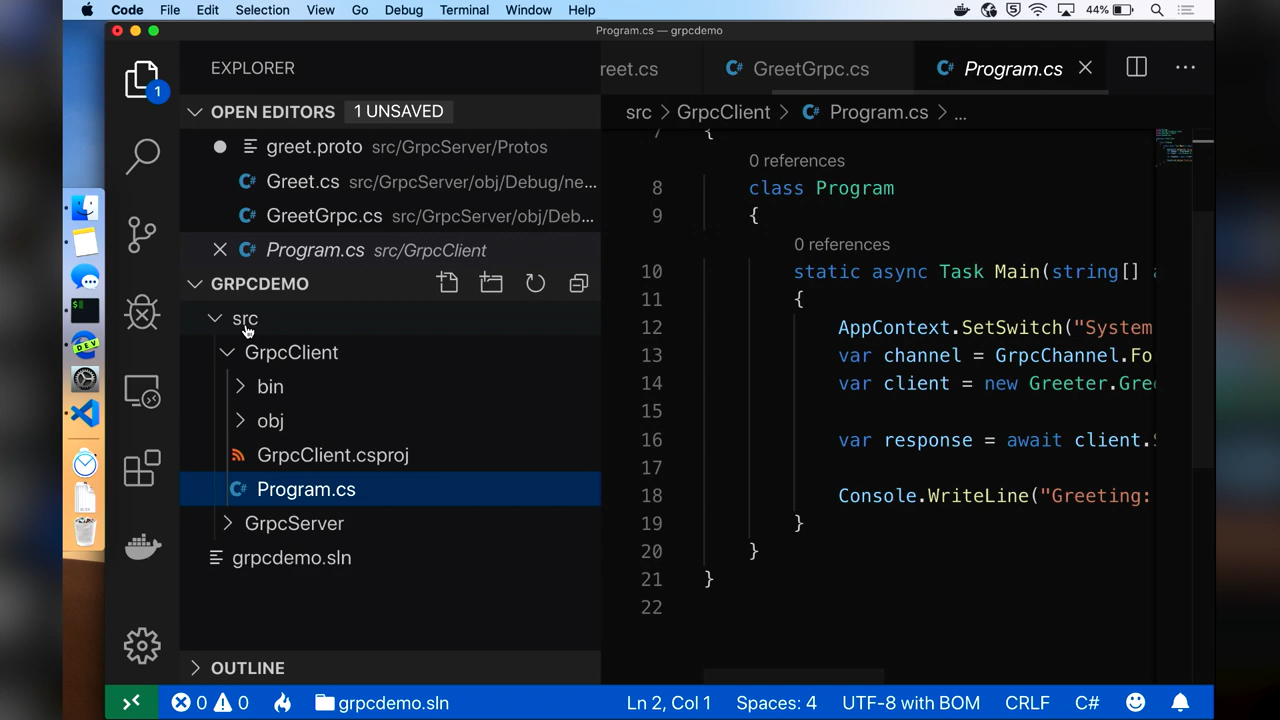 Code File Edit Selection View Go Debug Terminal Window Help 44%
Program.cs — grpcdemo
EXPLORER
1
OPEN EDITORS 1 UNSAVED
greet.proto src/GrpcServer/Protos
Greet.cs src/GrpcServer/obj/Debug/ne...
GreetGrpc.cs src/GrpcServer/obj/Deb...
Program.cs src/GrpcClient
GRPCDEMO
src
GrpcClient
bin
obj
GrpcClient.csproj
Program.cs
GrpcServer
grpcdemo.sln
OUTLINE
reet.cs GreetGrpc.cs Program.cs
src > GrpcClient > Program.cs > ...
7 {
0 references
8 class Program
9 {
0 references
10 static async Task Main(string[] a
11 {
12 AppContext.SetSwitch("System
13 var channel = GrpcChannel.Fo
14 var client = new Greeter.Gree
15
16 var response = await client.S
17
18 Console.WriteLine("Greeting:
19 }
20 }
21 }
22
0 0 grpcdemo.sln Ln 2, Col 1 Spaces: 4 UTF-8 with BOM CRLF C#